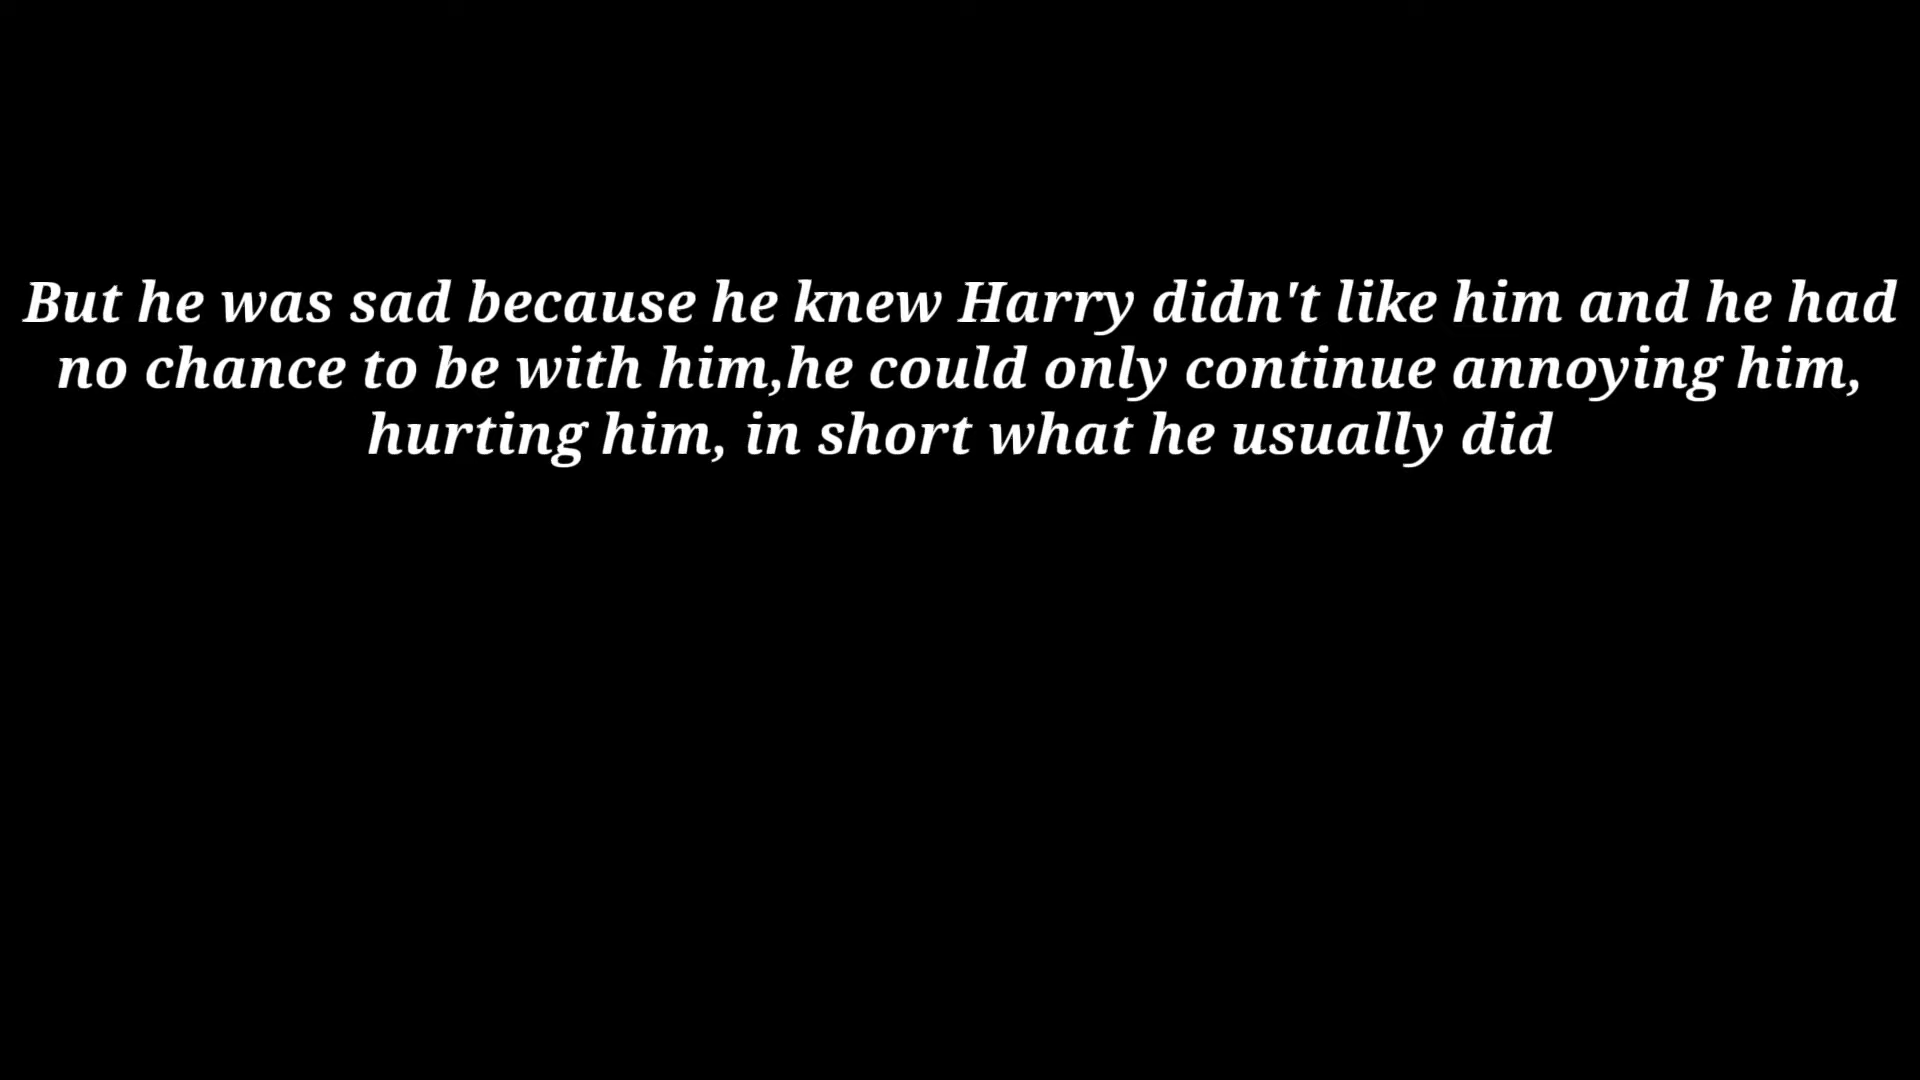 But he was sad because he knew Harry didn't like him and he had
no chance to be with him,he could only continue annoying him,
hurting him, in short what he usually did